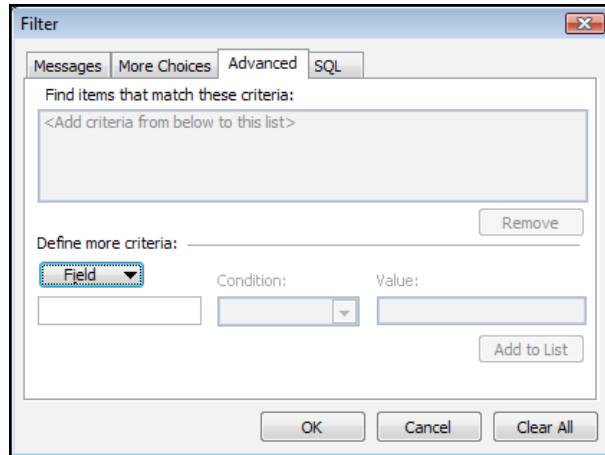 Filter
Messages More Choices Advanced SQL
Find items that match these criteria:
<Add criteria from below to this list>
Remove
Define more criteria:
Field Condition: Value:
Add to List
OK Cancel Clear All